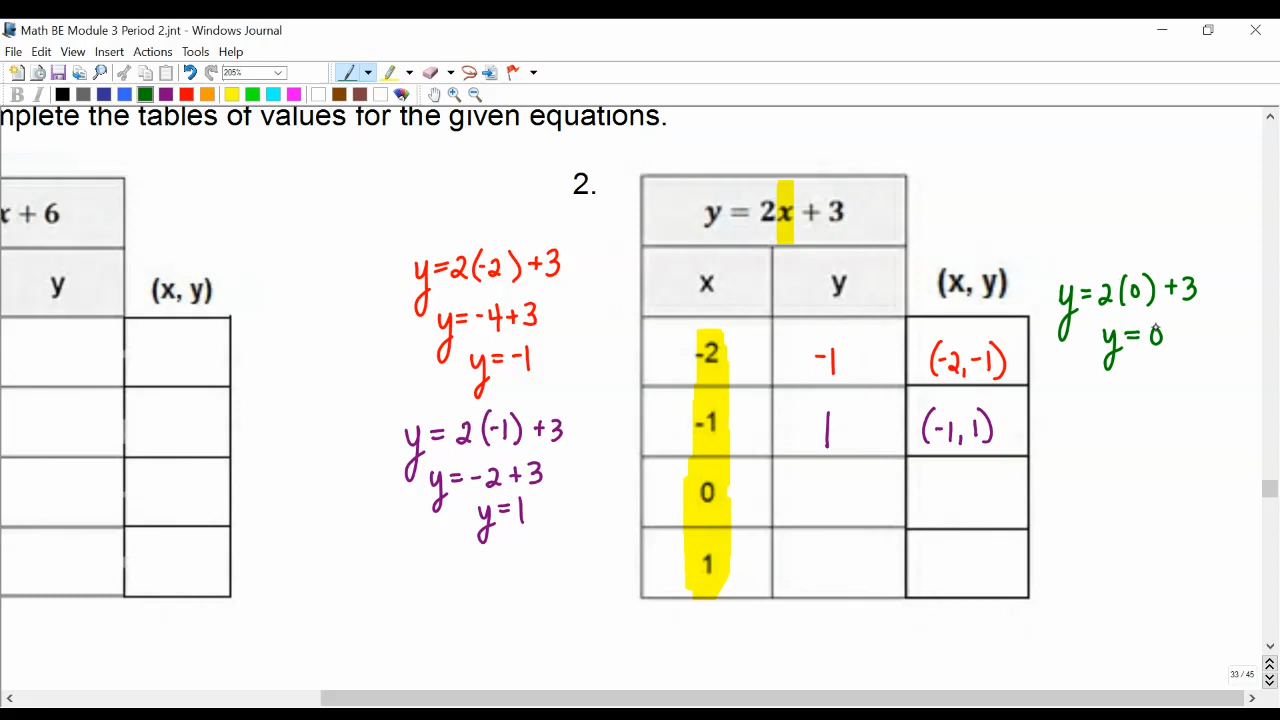 Math BE Module 3 Period 2.jnt - Windows Journal
File Edit View Insert Actions Tools Help
205%
B I
nplete the tables of values for the given equations.
x + 6
y (x, y)
2.
y = 2x + 3
x y (x, y)
-2 -1 (-2,-1)
-1 1 (-1, 1)
0
1
y=2(-2)+3
y=-4+3
y=-1
y=2(-1)+3
y=-2+3
y=1
y=2(0)+3
y=0
33 / 45